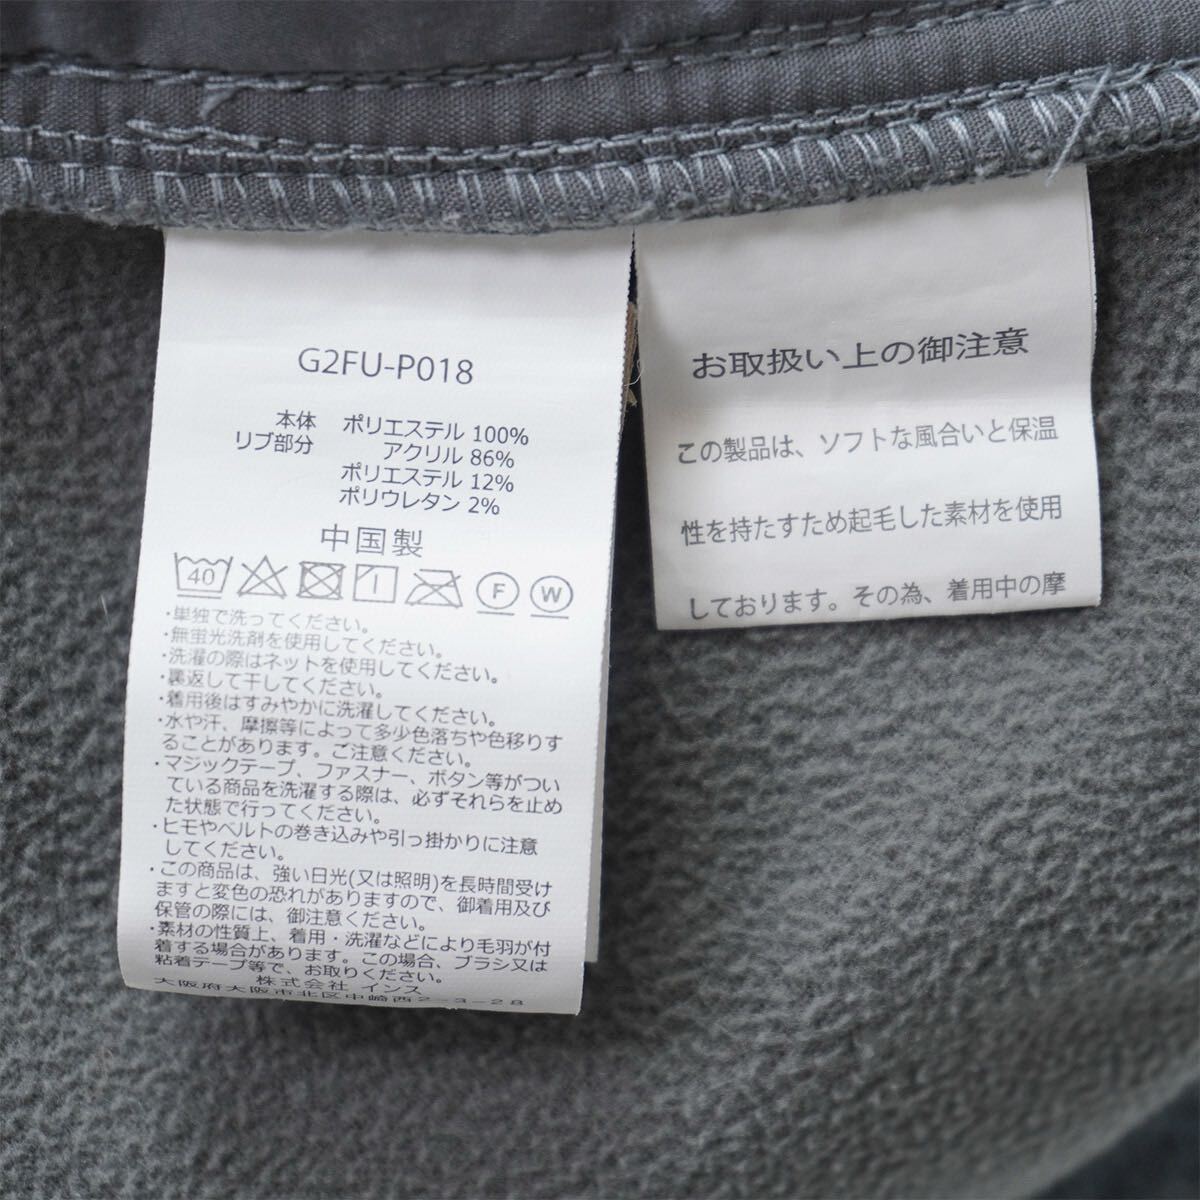 G2FU-P018
本体 ポリエステル 100%
リブ部分 アクリル 86%
ポリエステル 12%
ポリウレタン 2%
中国製
40 F W
・単独で洗ってください。
・無蛍光洗剤を使用してください。
・洗濯の際はネットを使用してください。
・裏返して干してください。
・着用後はすみやかに洗濯してください。
・水や汗、摩擦等によって多少色落ちや色移りす
ることがあります。ご注意ください。
・マジックテープ、ファスナー、ボタン等がつい
ている商品を洗濯する際は、必ずそれらを止め
た状態で行ってください。
・ヒモやベルトの巻き込みや引っ掛かりに注意
してください。
・この商品は、強い日光(又は照明)を長時間受け
ますと変色の恐れがありますので、御着用及び
保管の際には、御注意ください。
・素材の性質上、着用・洗濯などにより毛羽が付
着する場合があります。この場合、ブラシ又は
粘着テープ等で、お取りください。
株式会社 インス
大阪府大阪市北区中崎西2-3-28
お取扱い上の御注意
この製品は、ソフトな風合いと保温
性を持たすため起毛した素材を使用
しております。その為、着用中の摩